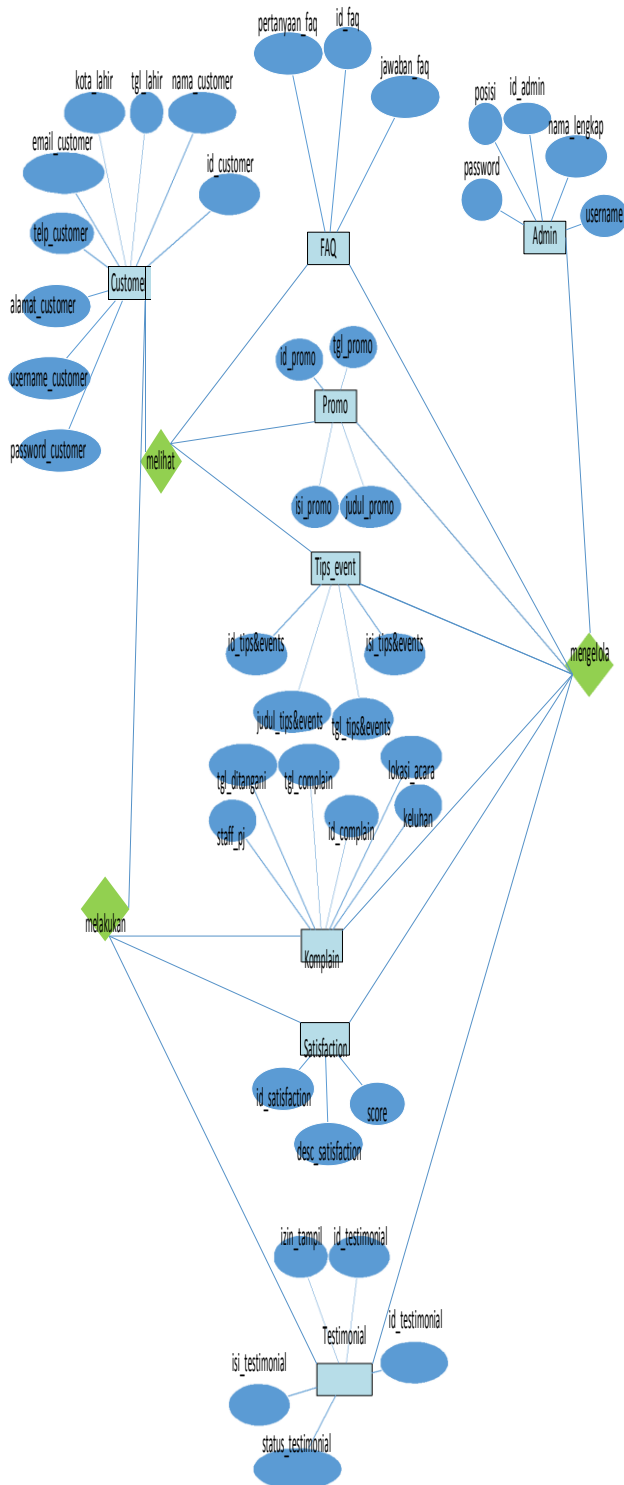 pertanyaan_faq
id_faq
jawaban_faq
kota_lahir
tgl_lahir
nama_customer
email_customer
id_customer
telp_customer
Customer
alamat_customer
username_customer
password_customer
posisi
id_admin
nama_lengkap
password
username
Admin
FAQ
id_promo
tgl_promo
Promo
melihat
isi_promo
judul_promo
Tips_event
id_tips&events
isi_tips&events
judul_tips&events
tgl_tips&events
mengelola
tgl_ditangani
tgl_complain
lokasi_acara
staff_pj
id_complain
keluhan
melakukan
Komplain
Satisfaction
id_satisfaction
score
desc_satisfaction
izin_tampil
id_testimonial
Testimonial
id_testimonial
isi_testimonial
status_testimonial